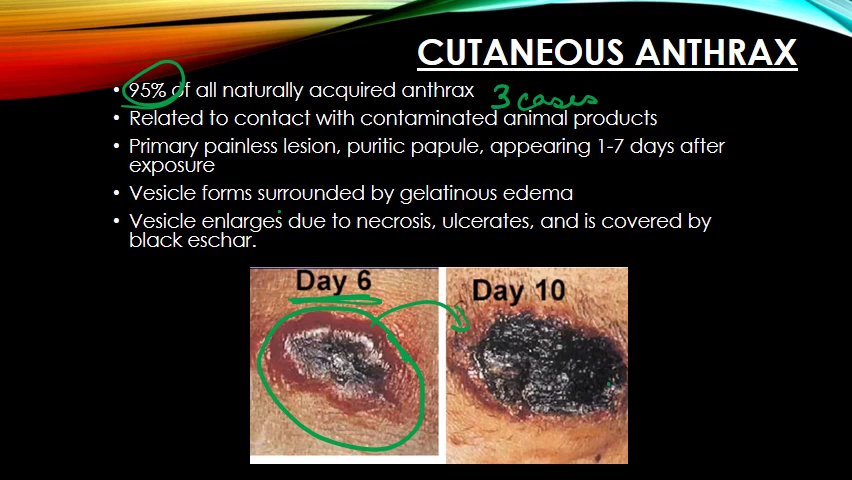 CUTANEOUS ANTHRAX
• 95% of all naturally acquired anthrax 3 cases
• Related to contact with contaminated animal products
• Primary painless lesion, puritic papule, appearing 1-7 days after
exposure
• Vesicle forms surrounded by gelatinous edema
• Vesicle enlarges due to necrosis, ulcerates, and is covered by
black eschar.
Day 6
Day 10